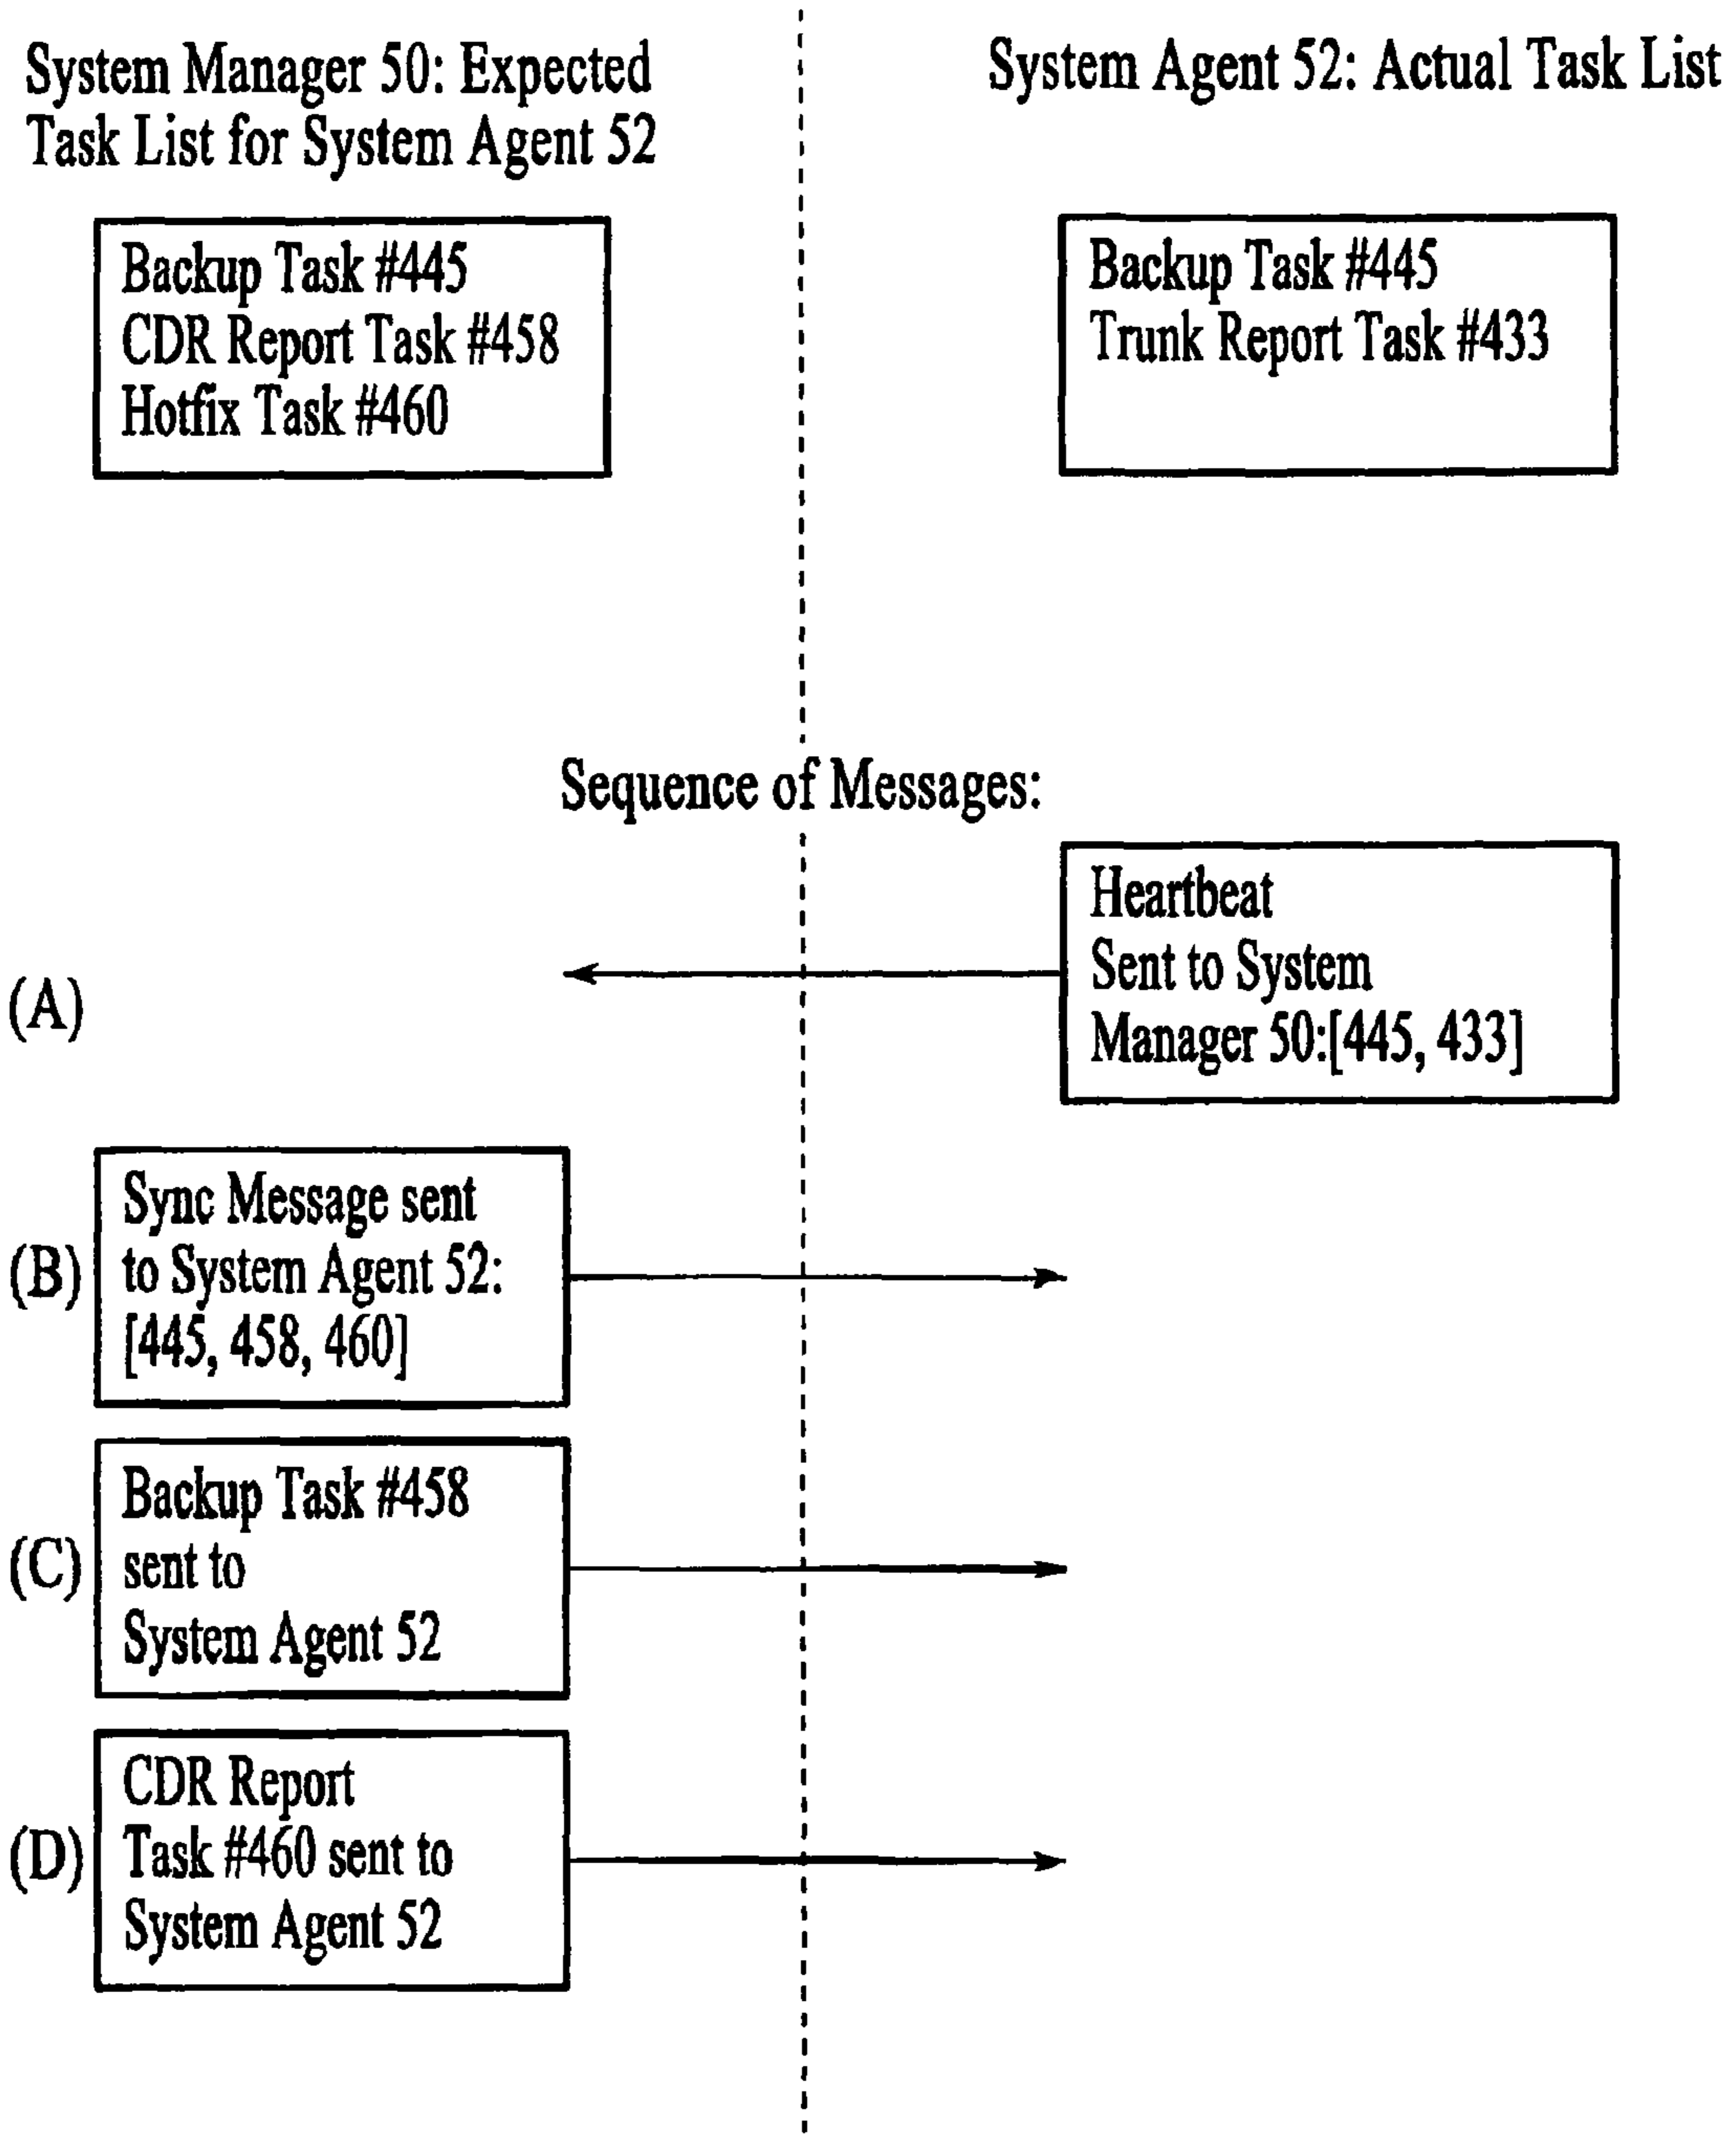 System Manager 50: Expected
Task List for System Agent 52
System Agent 52: Actual Task List
Backup Task #445
CDR Report Task #458
Hotfix Task #460
Backup Task #445
Trunk Report Task #433
Sequence of Messages:
(A)
Heartbeat
Sent to System
Manager 50:[445, 433]
(B)
Sync Message sent
to System Agent 52:
[445, 458, 460]
(C)
Backup Task #458
sent to
System Agent 52
(D)
CDR Report
Task #460 sent to
System Agent 52